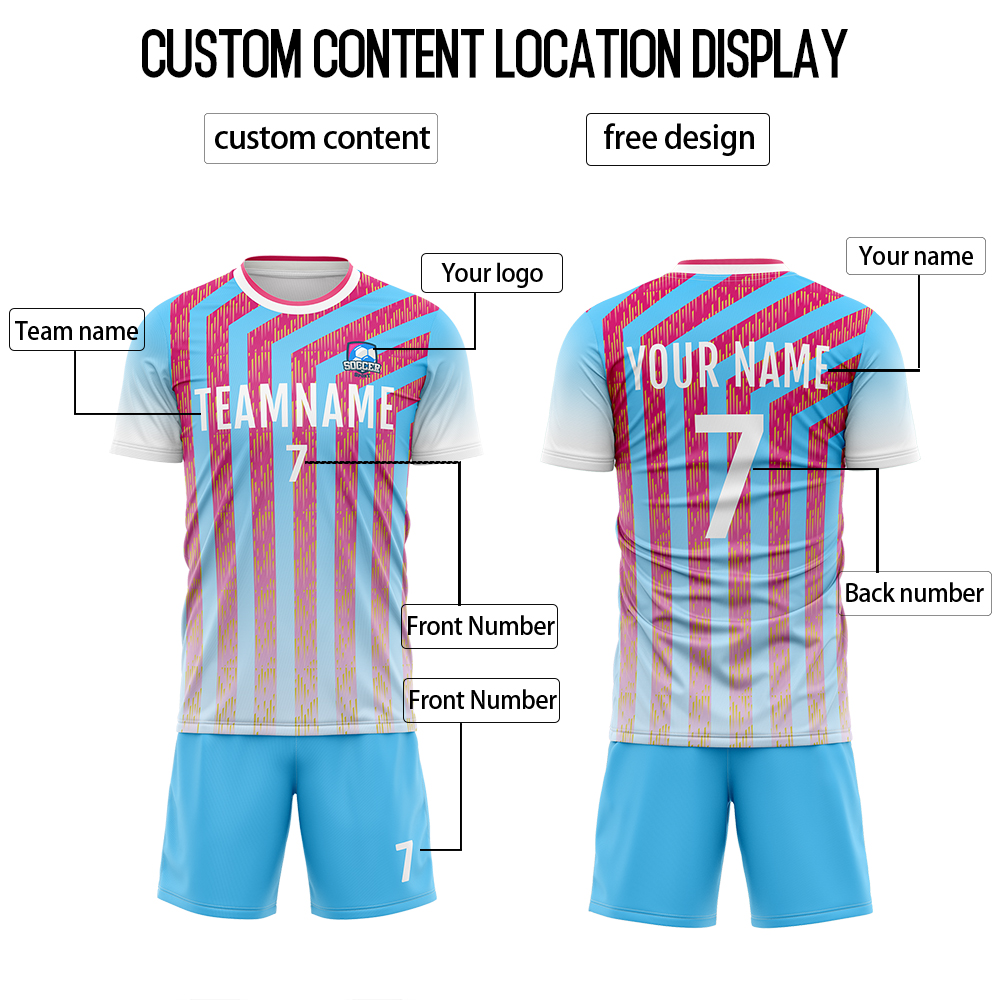 CUSTOM CONTENT LOCATION DISPLAY
custom content
free design
Your name
Your logo
Team name
SOCCER
YOUR NAME
TEAMNAME
7
7
Back number
Front Number
Front Number
7